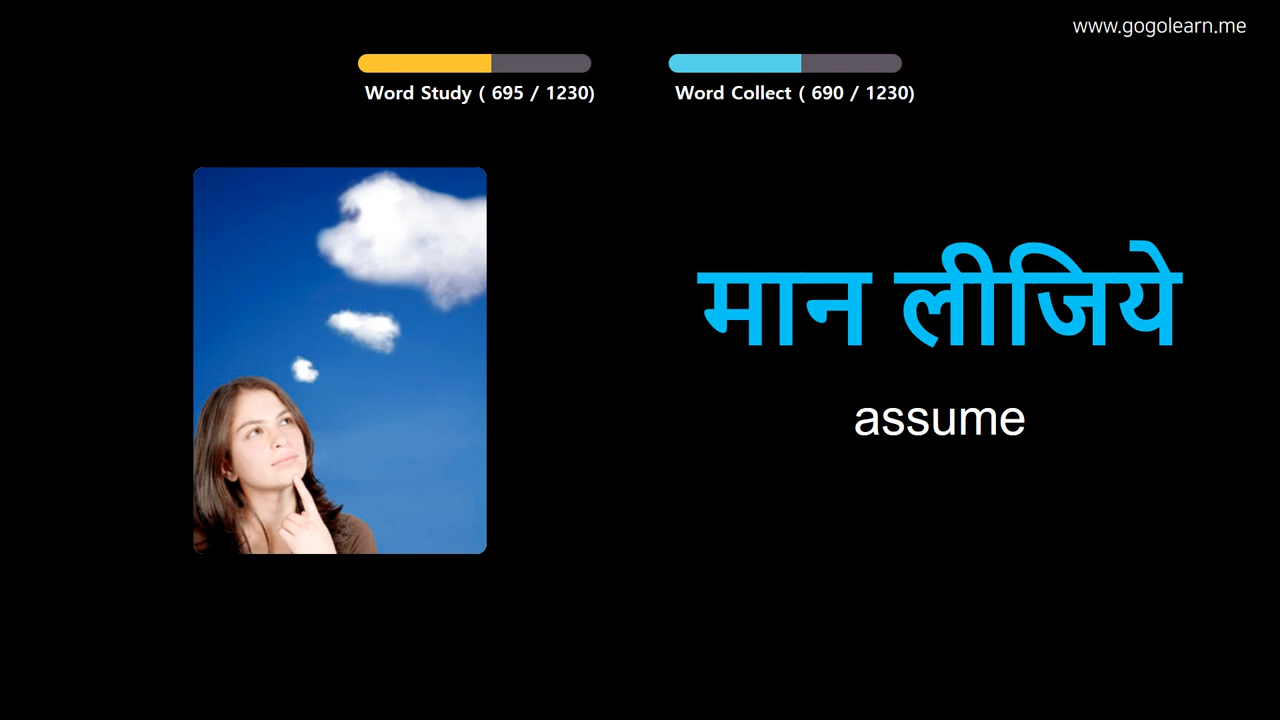 www.gogolearn.me
Word Study ( 695 / 1230)
Word Collect ( 690 / 1230)
मान लीजिये
assume